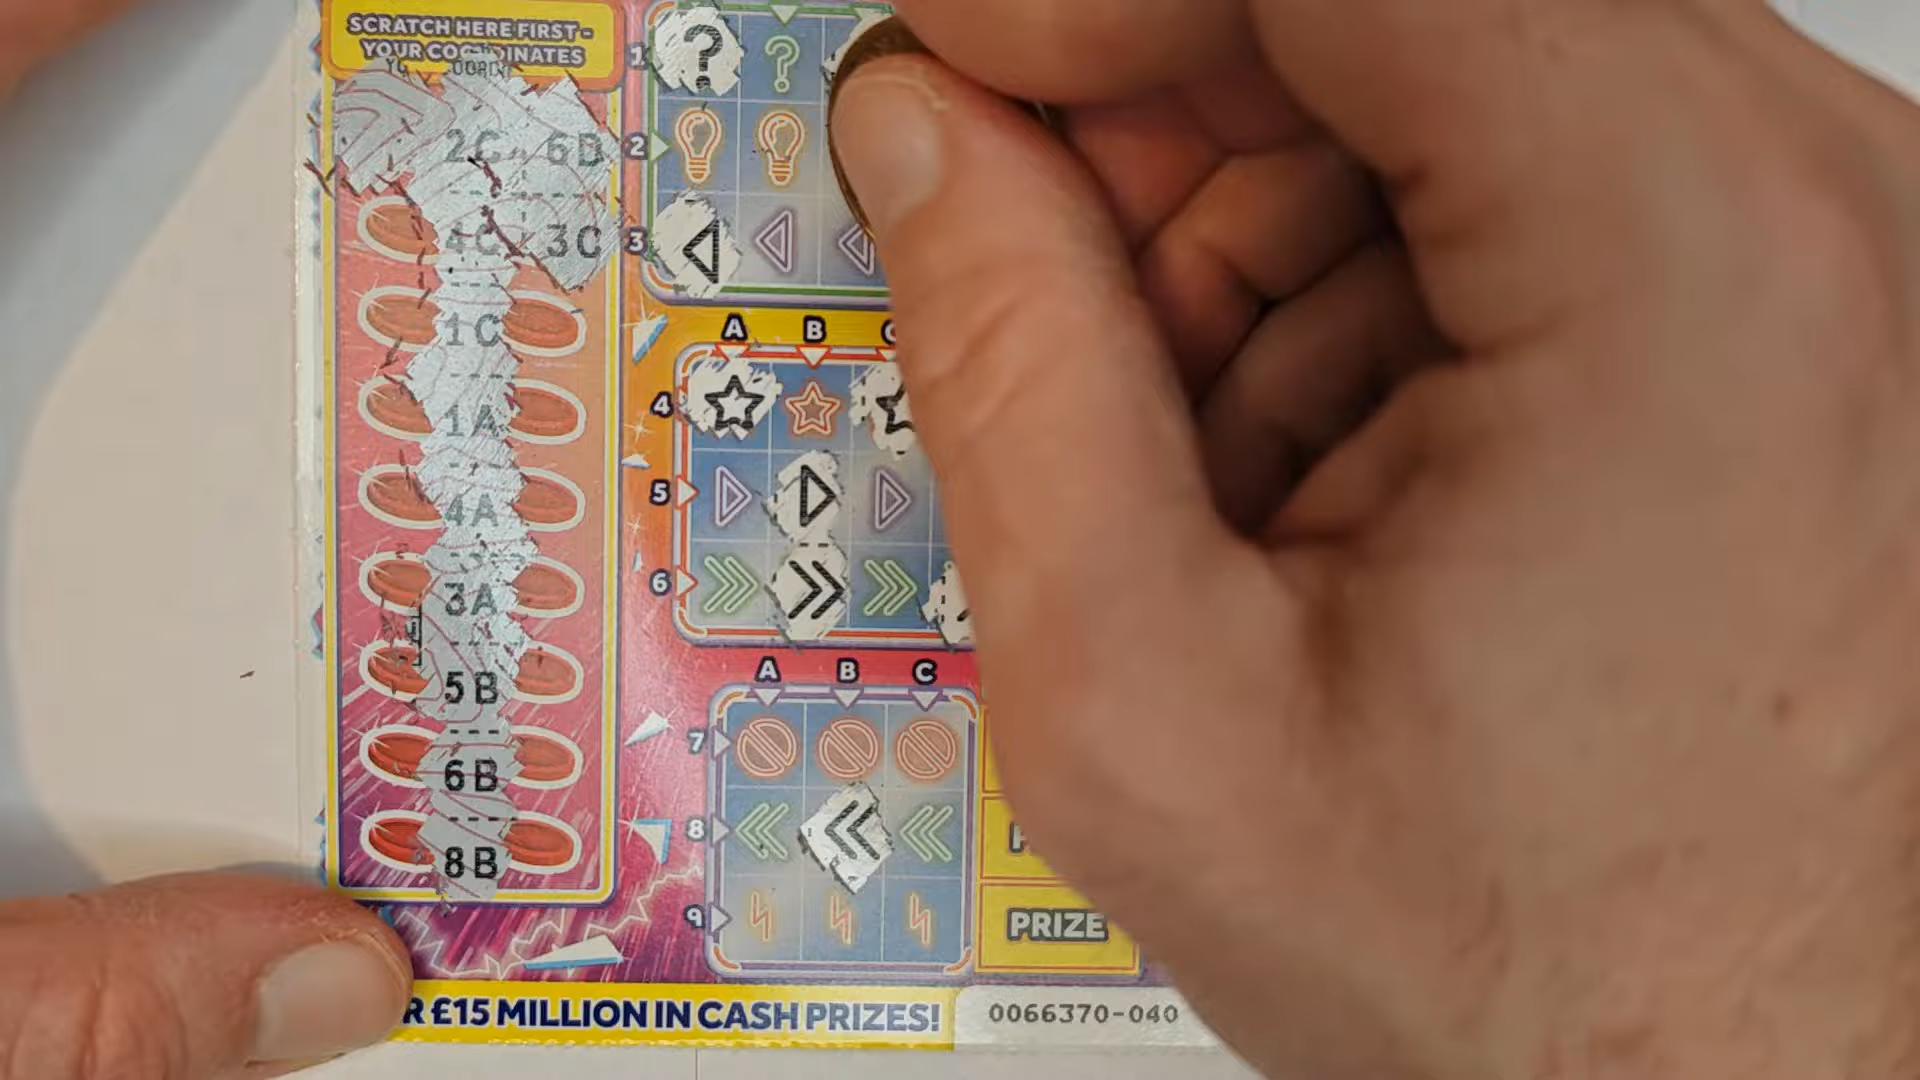 SCRATCH HERE FIRST -
YOUR COORDINATES
2C 6B
4C 3C
1C
1A
4A
3A
5B
6B
8B
1
2
3
A B
4
5
6
A B C
7
8
9
PRIZE
R £15 MILLION IN CASH PRIZES!
0066370-040